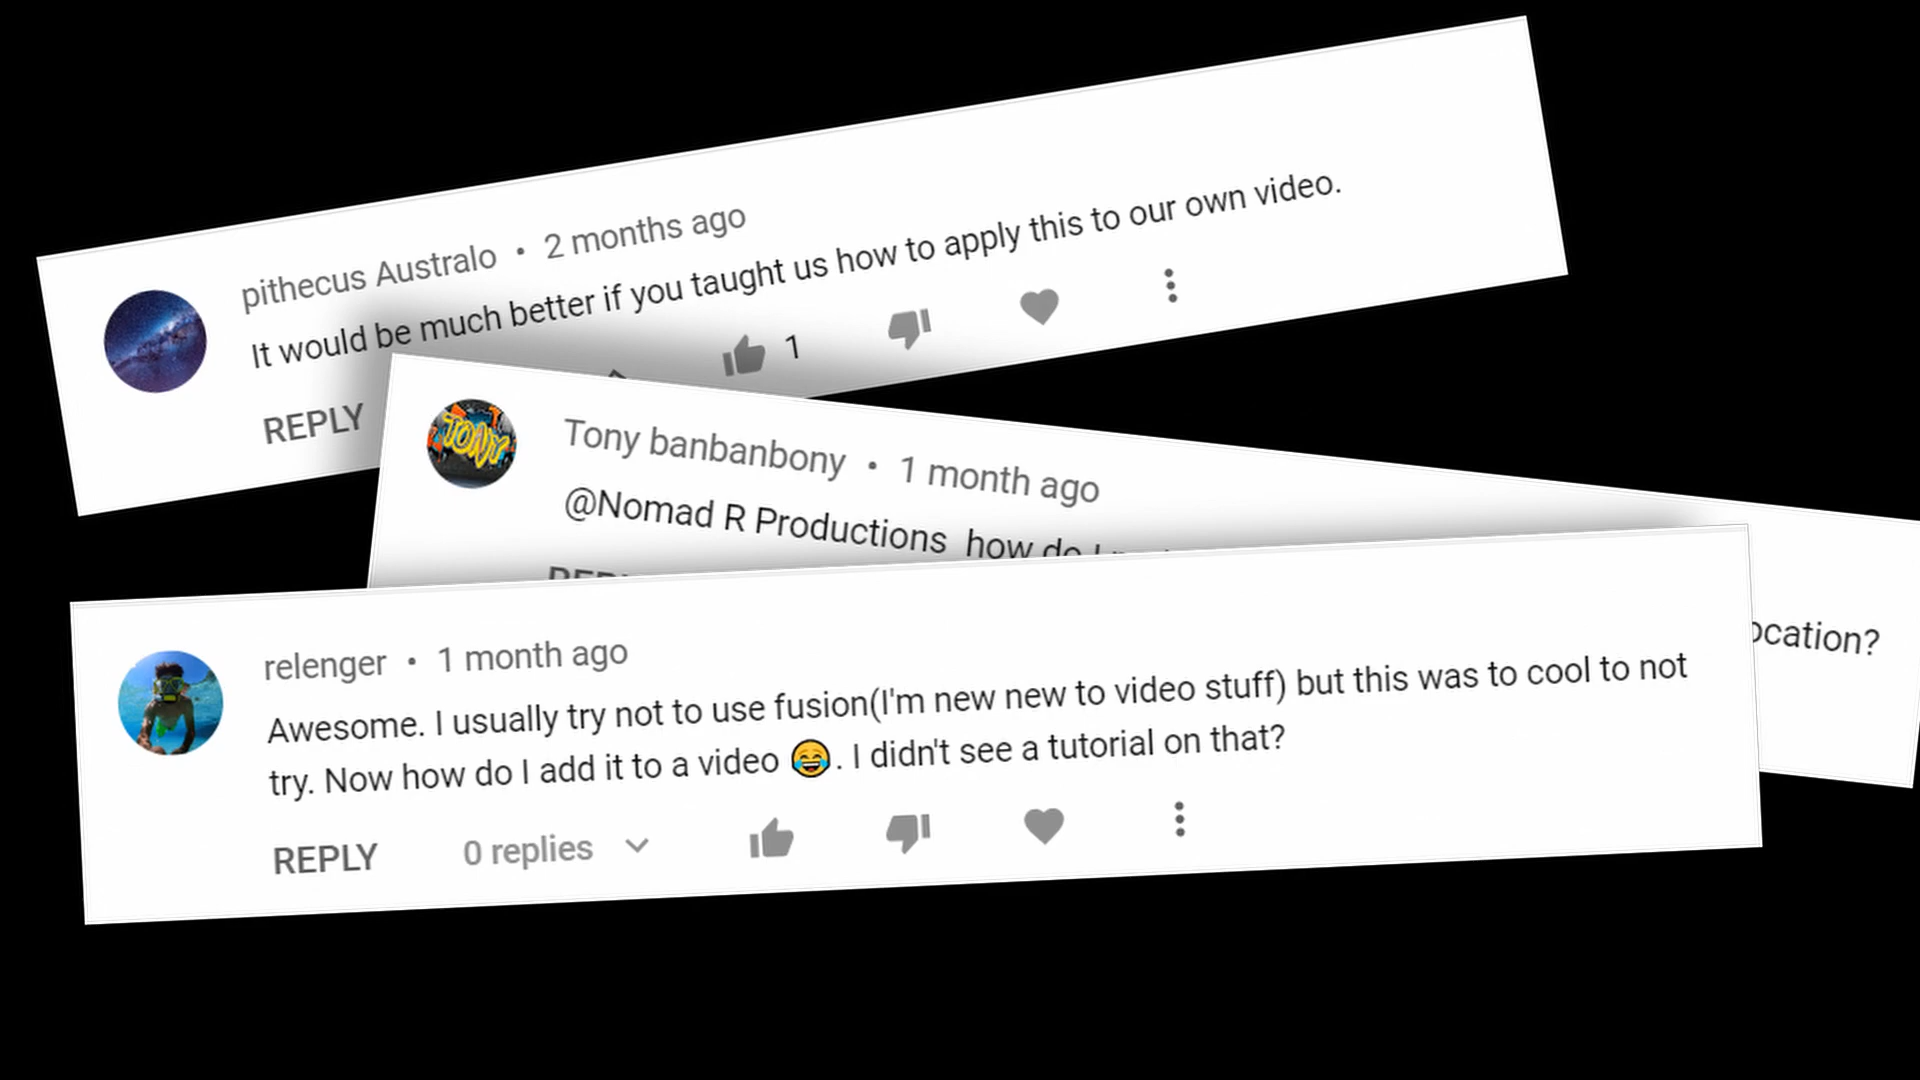 pithecus Australo • 2 months ago
It would be much better if you taught us how to apply this to our own video.
REPLY
1
TONY
Tony banbanbony • 1 month ago
@Nomad R Productions how do I
relenger • 1 month ago
Awesome. I usually try not to use fusion(I'm new new to video stuff) but this was to cool to not
try. Now how do I add it to a video 😂. I didn't see a tutorial on that?
REPLY 0 replies